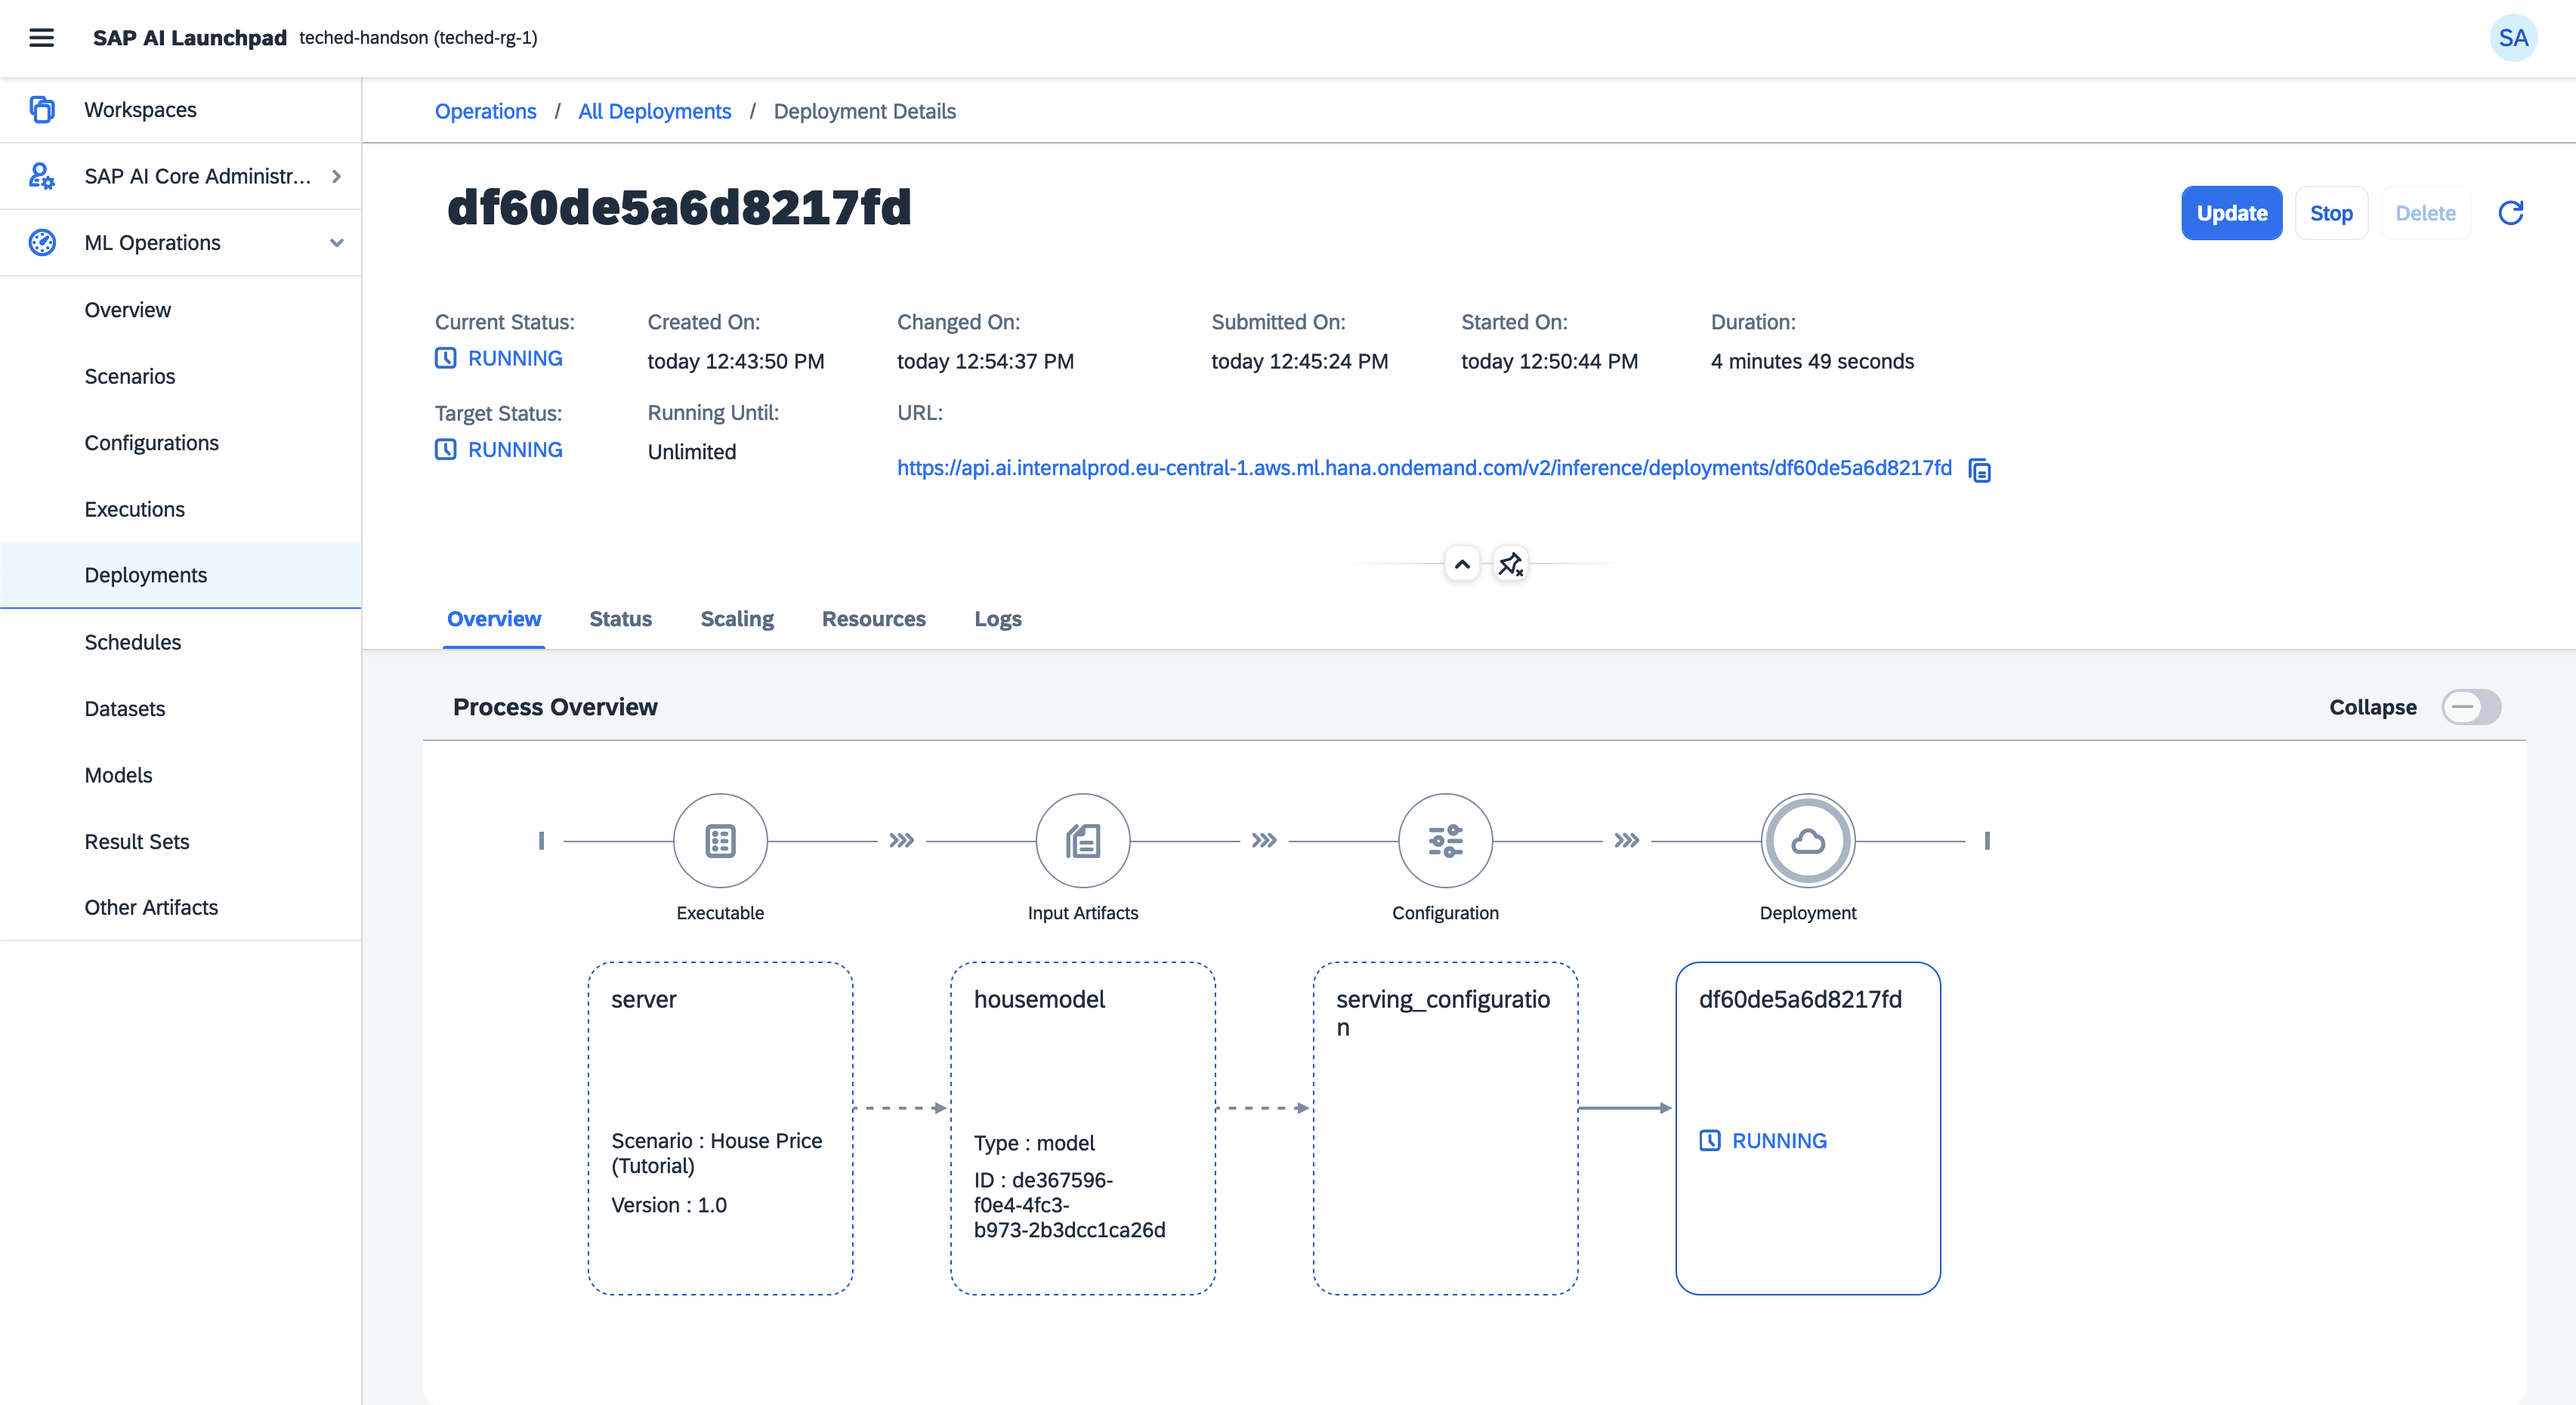 SAP AI Launchpad teched-handson (teched-rg-1)
SA
Workspaces
SAP AI Core Administr...
ML Operations
Overview
Scenarios
Configurations
Executions
Deployments
Schedules
Datasets
Models
Result Sets
Other Artifacts
Operations / All Deployments / Deployment Details
df60de5a6d8217fd
Update Stop Delete
Current Status:
RUNNING
Created On:
today 12:43:50 PM
Changed On:
today 12:54:37 PM
Submitted On:
today 12:45:24 PM
Started On:
today 12:50:44 PM
Duration:
4 minutes 49 seconds
Target Status:
RUNNING
Running Until:
Unlimited
URL:
https://api.ai.internalprod.eu-central-1.aws.ml.hana.ondemand.com/v2/inference/deployments/df60de5a6d8217fd
Overview Status Scaling Resources Logs
Process Overview
Collapse
Executable
Input Artifacts
Configuration
Deployment
server
Scenario : House Price
(Tutorial)
Version : 1.0
housemodel
Type : model
ID : de367596-
f0e4-4fc3-
b973-2b3dcc1ca26d
serving_configuratio
n
df60de5a6d8217fd
RUNNING